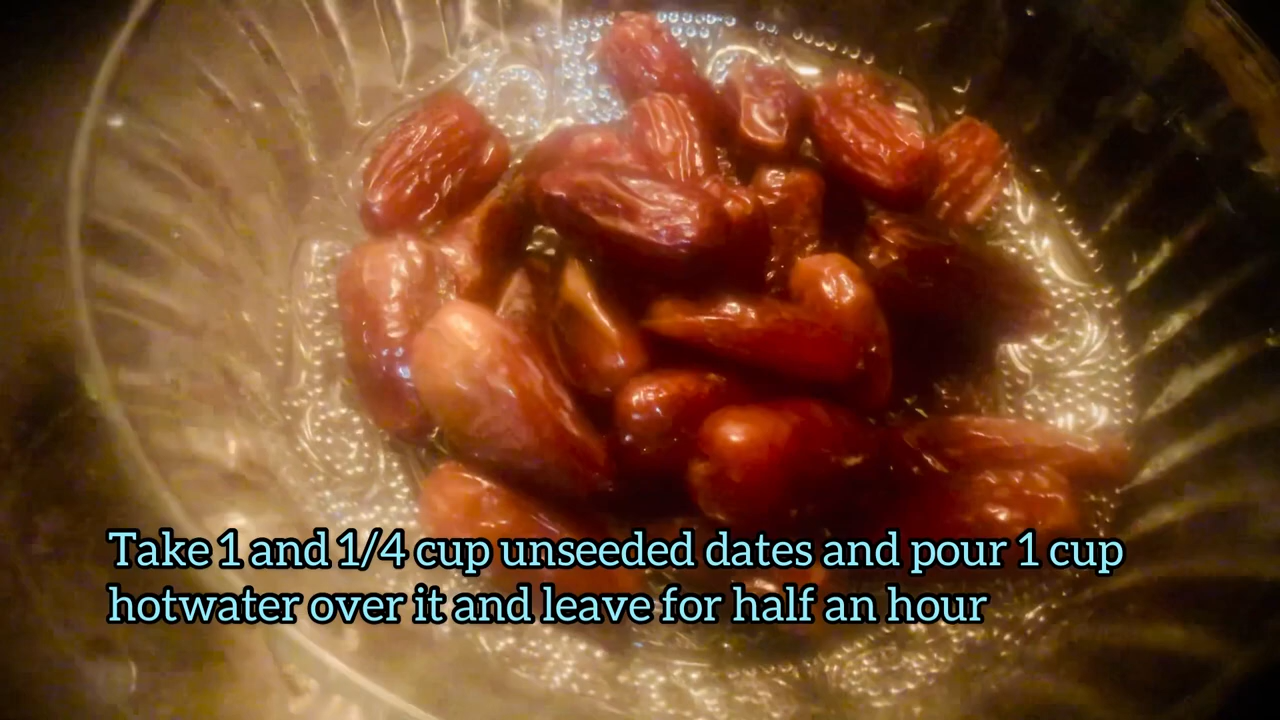 Take 1 and 1/4 cup unseeded dates and pour 1 cup
hotwater over it and leave for half an hour